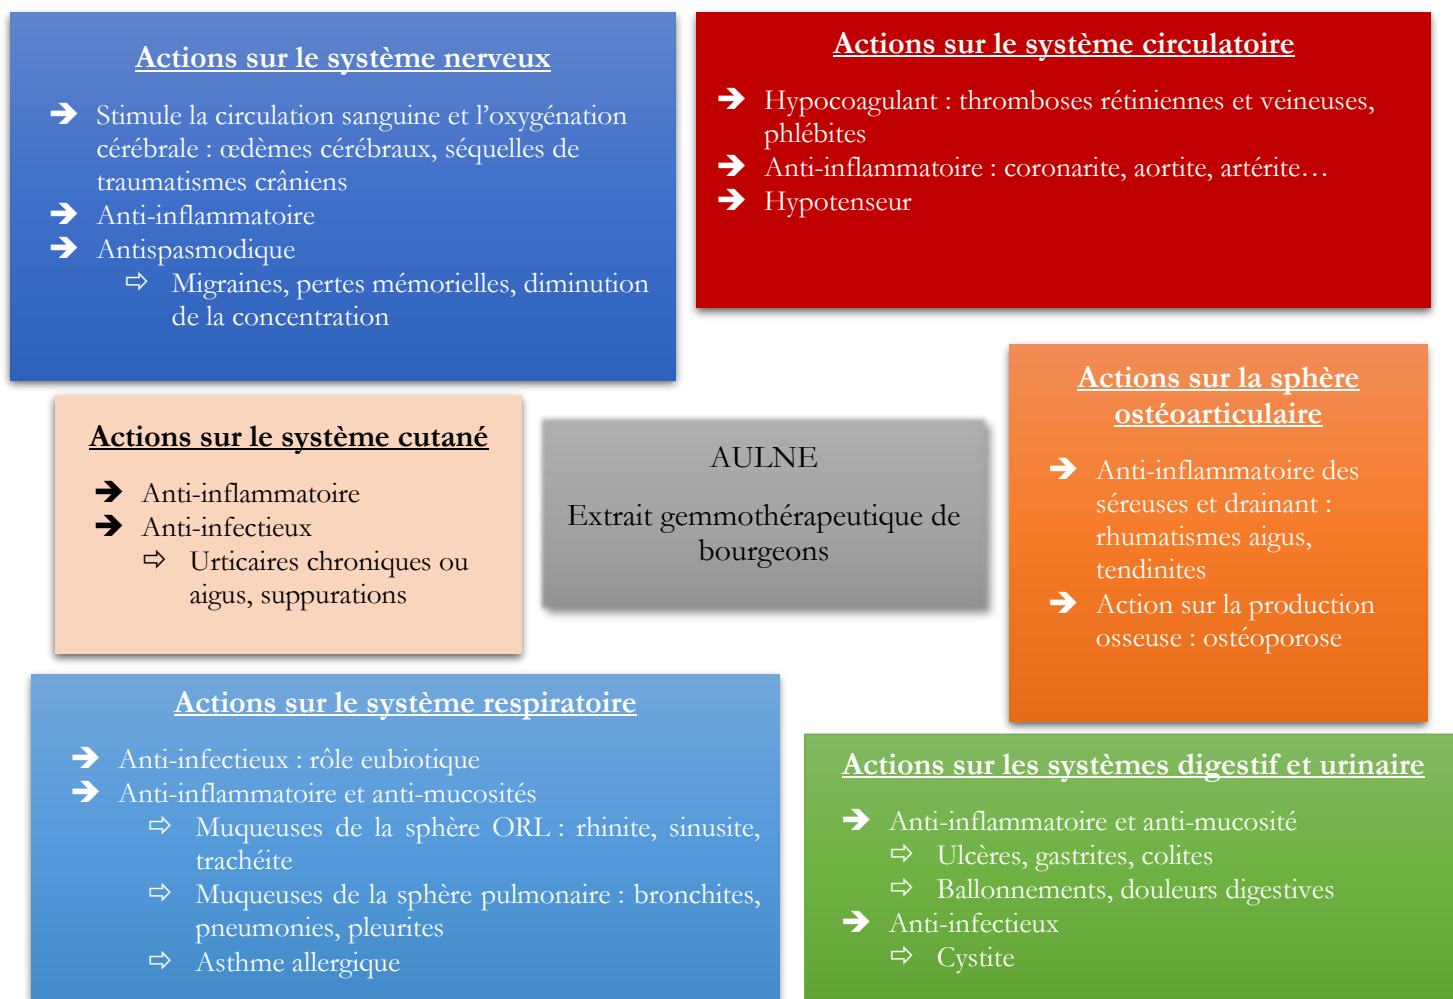 Actions sur le système nerveux
➔ Stimule la circulation sanguine et l’oxygénation
cérébrale : œdèmes cérébraux, séquelles de
traumatismes crâniens
➔ Anti-inflammatoire
➔ Antispasmodique
⇨ Migraines, pertes mémorielles, diminution
de la concentration
Actions sur le système circulatoire
➔ Hypocoagulant : thromboses rétiniennes et veineuses,
phlébites
➔ Anti-inflammatoire : coronarite, aortite, artérite…
➔ Hypotenseur
Actions sur le système cutané
➔ Anti-inflammatoire
➔ Anti-infectieux
⇨ Urticaires chroniques ou
aigus, suppurations
AULNE
Extrait gemmothérapeutique de
bourgeons
Actions sur la sphère
ostéoarticulaire
➔ Anti-inflammatoire des
séreuses et drainant :
rhumatismes aigus,
tendinites
➔ Action sur la production
osseuse : ostéoporose
Actions sur le système respiratoire
➔ Anti-infectieux : rôle eubiotique
➔ Anti-inflammatoire et anti-mucosités
⇨ Muqueuses de la sphère ORL : rhinite, sinusite,
trachéite
⇨ Muqueuses de la sphère pulmonaire : bronchites,
pneumonies, pleurites
⇨ Asthme allergique
Actions sur les systèmes digestif et urinaire
➔ Anti-inflammatoire et anti-mucosité
⇨ Ulcères, gastrites, colites
⇨ Ballonnements, douleurs digestives
➔ Anti-infectieux
⇨ Cystite